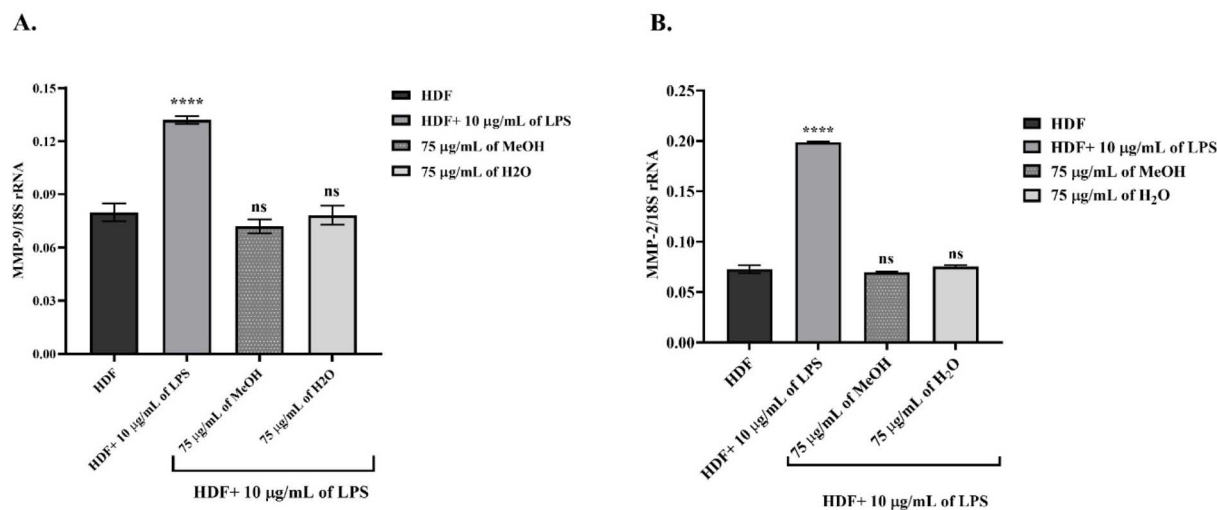 A.
MMP-9/18S rRNA
0.15
0.12
0.09
0.06
0.03
0.00
****
ns
ns
HDF
HDF+ 10 μg/mL of LPS
75 μg/mL of MeOH
75 μg/mL of H2O
HDF
HDF+ 10 μg/mL of LPS
75 μg/mL of MeOH
75 μg/mL of H2O
HDF+ 10 μg/mL of LPS
B.
MMP-2/18S rRNA
0.25
0.20
0.15
0.10
0.05
0.00
****
ns
ns
HDF
HDF+ 10 μg/mL of LPS
75 μg/mL of MeOH
75 μg/mL of H₂O
HDF
HDF+ 10 μg/mL of LPS
75 μg/mL of MeOH
75 μg/mL of H₂O
HDF+ 10 μg/mL of LPS